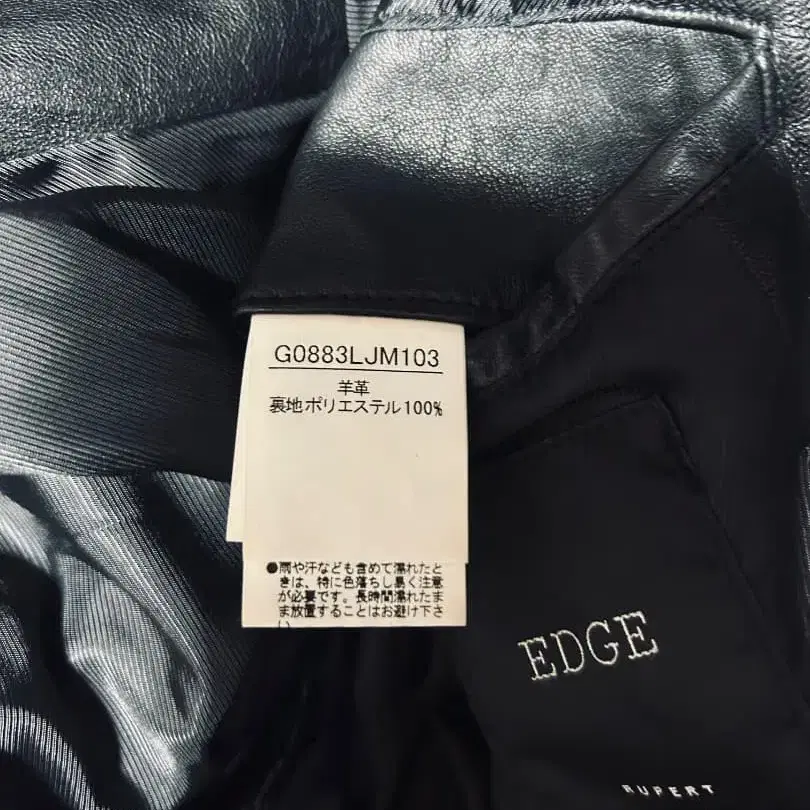 G0883LJM103
羊革
裏地ポリエステル100%
●雨や汗なども含めて濡れたと
きは、特に色落ちし易く注意
が必要です。長時間濡れたま
ま放置することはお避け下さ
い
EDGE
RUPERT